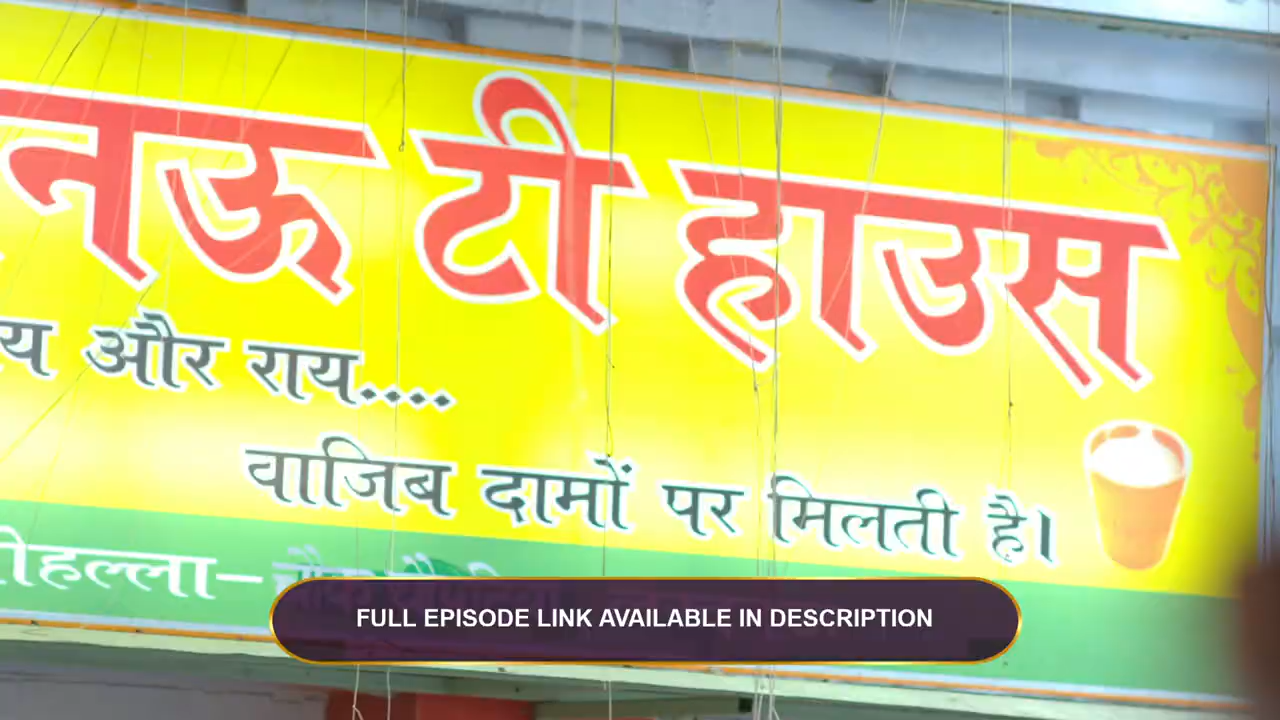 नऊ टी हाउस
य और राय....
वाजिब दामों पर मिलती है।
हल्ला–
FULL EPISODE LINK AVAILABLE IN DESCRIPTION